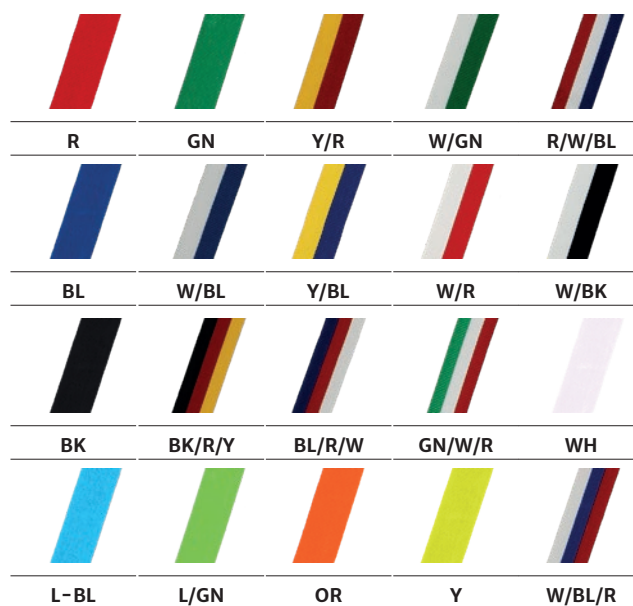 R GN Y/R W/GN R/W/BL
BL W/BL Y/BL W/R W/BK
BK BK/R/Y BL/R/W GN/W/R WH
L-BL L/GN OR Y W/BL/R